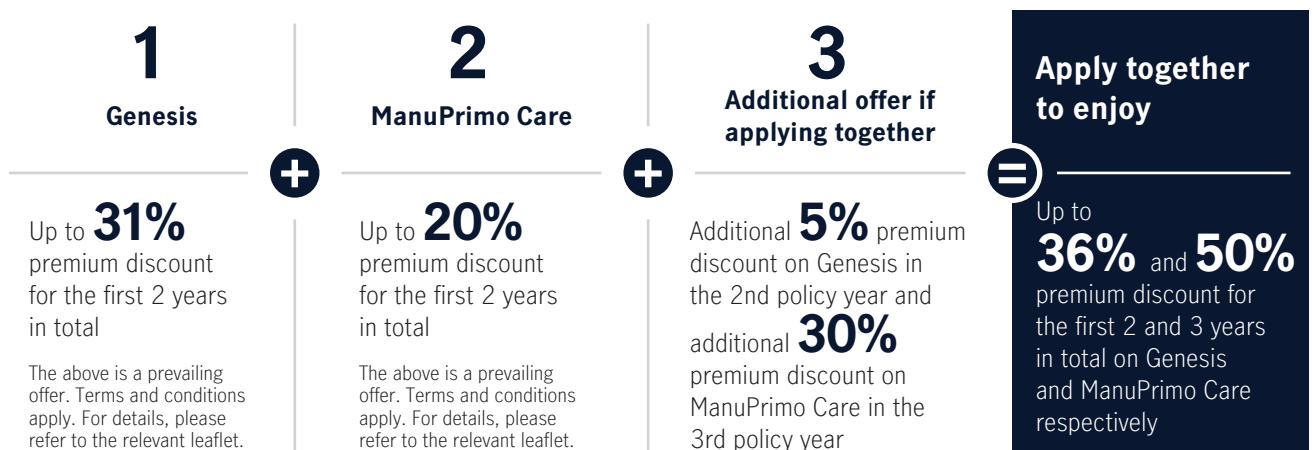 1
Genesis
+
Up to 31%
premium discount
for the first 2 years
in total
The above is a prevailing
offer. Terms and conditions
apply. For details, please
refer to the relevant leaflet.
2
ManuPrimo Care
+
Up to 20%
premium discount
for the first 2 years
in total
The above is a prevailing
offer. Terms and conditions
apply. For details, please
refer to the relevant leaflet.
3
Additional offer if
applying together
=
Additional 5% premium
discount on Genesis in
the 2nd policy year and
additional 30%
premium discount on
ManuPrimo Care in the
3rd policy year
Apply together
to enjoy
Up to
36% and 50%
premium discount for
the first 2 and 3 years
in total on Genesis
and ManuPrimo Care
respectively